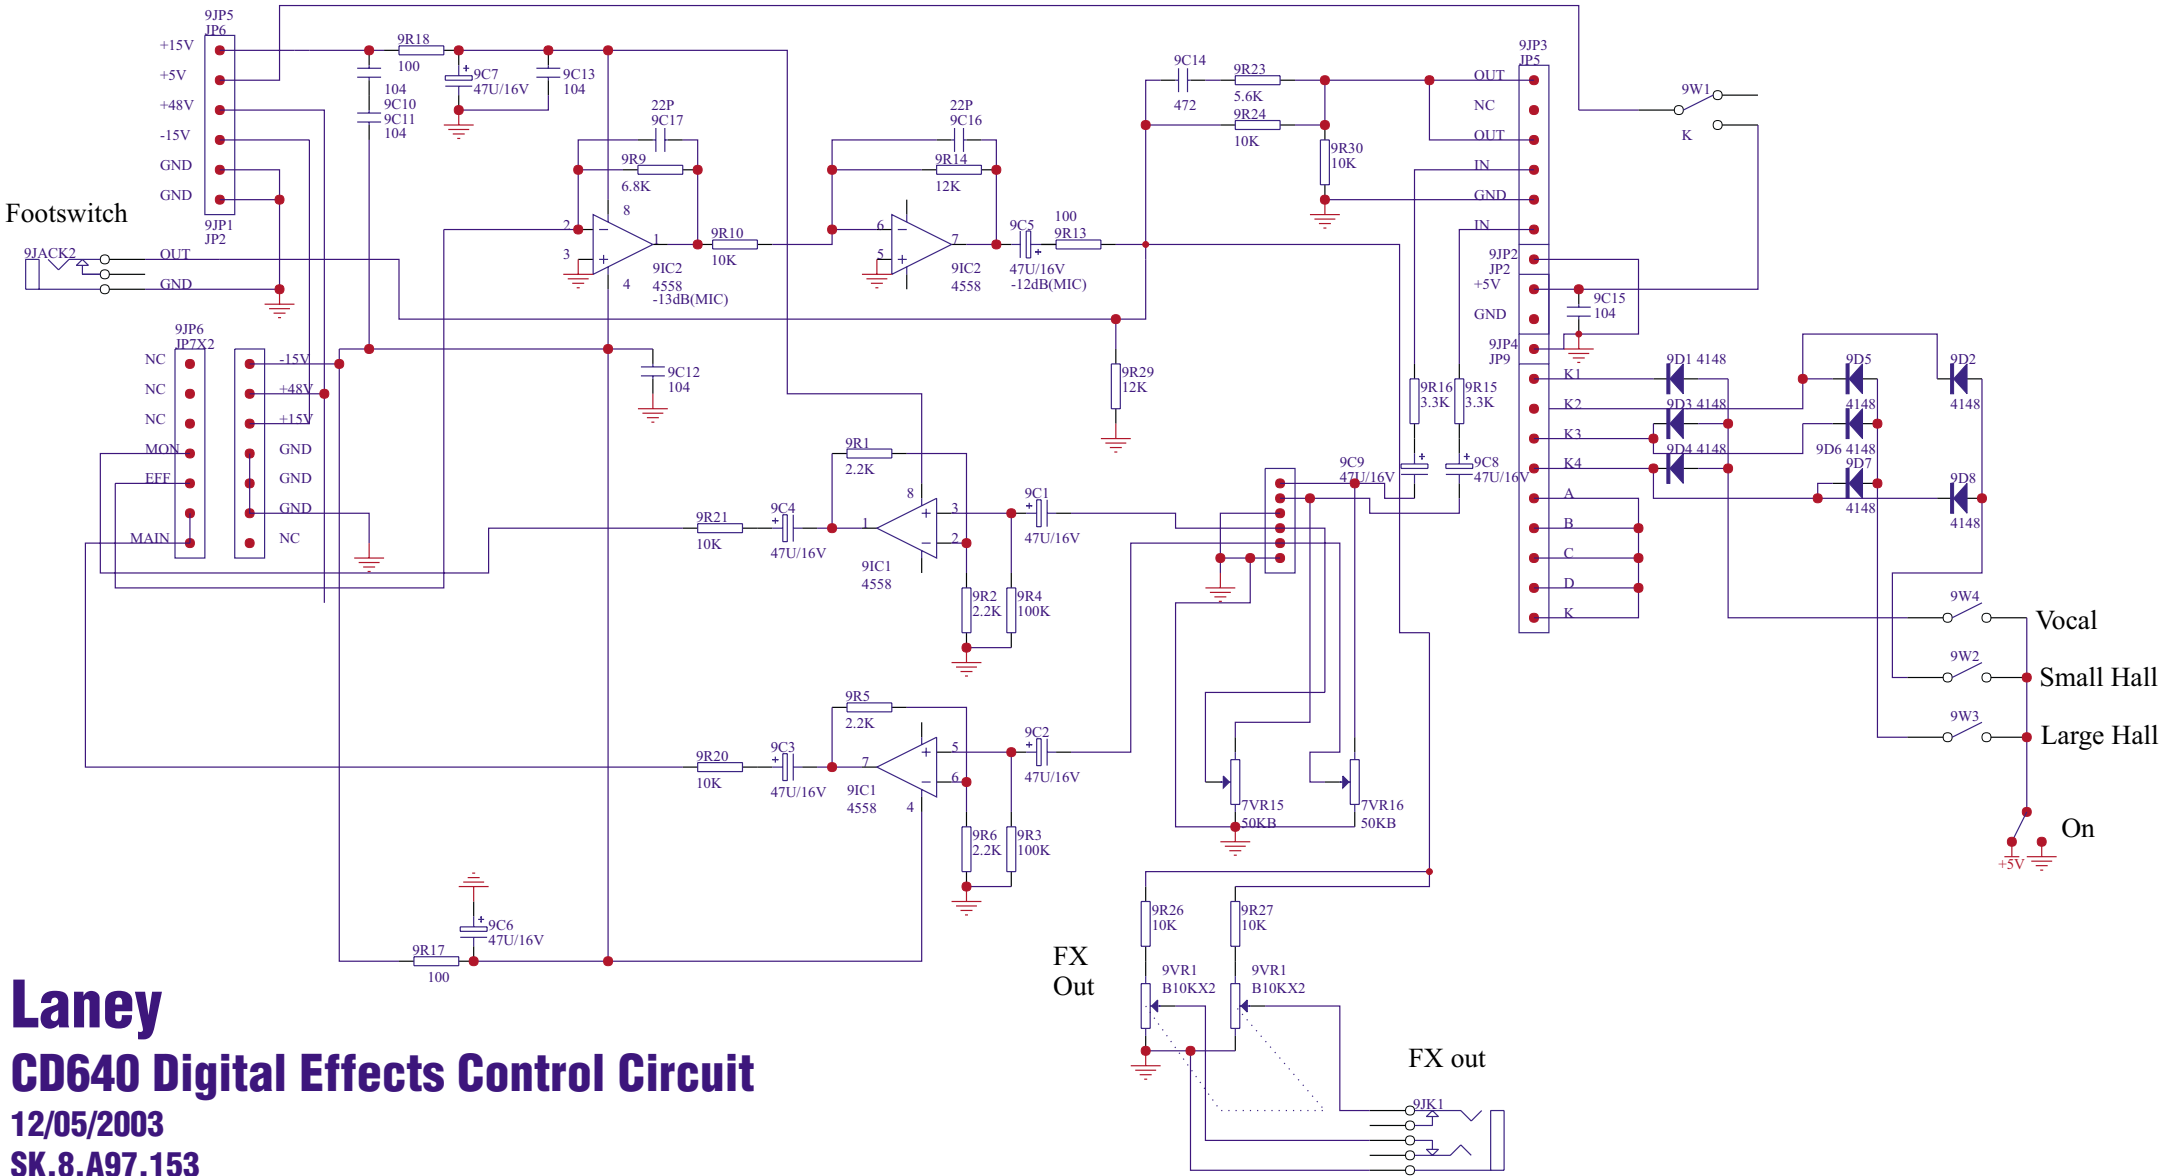 9JP5
JP6
+15V
+5V
+48V
-15V
GND
GND
9JP1
JP2
9R18
100
104
9C10
9C11
104
9C7
47U/16V
9C13
104
22P
9C17
9R9
6.8K
8
2
3
1
4
9IC2
4558
-13dB(MIC)
9R10
10K
22P
9C16
9R14
12K
6
5
7
9IC2
4558
9C5
47U/16V
-12dB(MIC)
100
9R13
9C14
472
9R23
5.6K
9R24
10K
9R30
10K
9JP3
JP5
OUT
NC
OUT
IN
GND
IN
9JP2
JP2
+5V
GND
9JP4
JP9
K1
K2
K3
K4
A
B
C
D
K
9W1
K
9C15
104
Footswitch
9JACK2
OUT
GND
9JP6
JP7X2
NC
NC
NC
MON
EFF
MAIN
-15V
+48V
+15V
GND
GND
GND
NC
9C12
104
9R29
12K
9R16
3.3K
9R15
3.3K
9C9
47U/16V
9C8
47U/16V
9D1 4148
9D3 4148
9D4 4148
9D5
4148
9D6 4148
9D7
4148
9D2
4148
9D8
4148
9R1
2.2K
9R21
10K
9C4
47U/16V
8
1
3
2
9IC1
4558
9C1
47U/16V
9R2
2.2K
9R4
100K
9R5
2.2K
9R20
10K
9C3
47U/16V
7
5
6
4
9IC1
4558
9C2
47U/16V
9R6
2.2K
9R3
100K
7VR15
50KB
7VR16
50KB
9W4
Vocal
9W2
Small Hall
9W3
Large Hall
On
+5V
9C6
47U/16V
9R17
100
9R26
10K
9R27
10K
FX
Out
9VR1
B10KX2
9VR1
B10KX2
FX out
9JK1
Laney
CD640 Digital Effects Control Circuit
12/05/2003
SK.8.A97.153